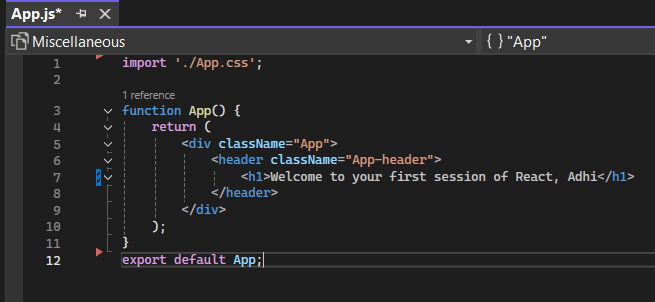 App.js*
Miscellaneous
{ } "App"
1 import './App.css';
2
1 reference
3 function App() {
4     return (
5         <div className="App">
6             <header className="App-header">
7                 <h1>Welcome to your first session of React, Adhi</h1>
8             </header>
9         </div>
10     );
11 }
12 export default App;